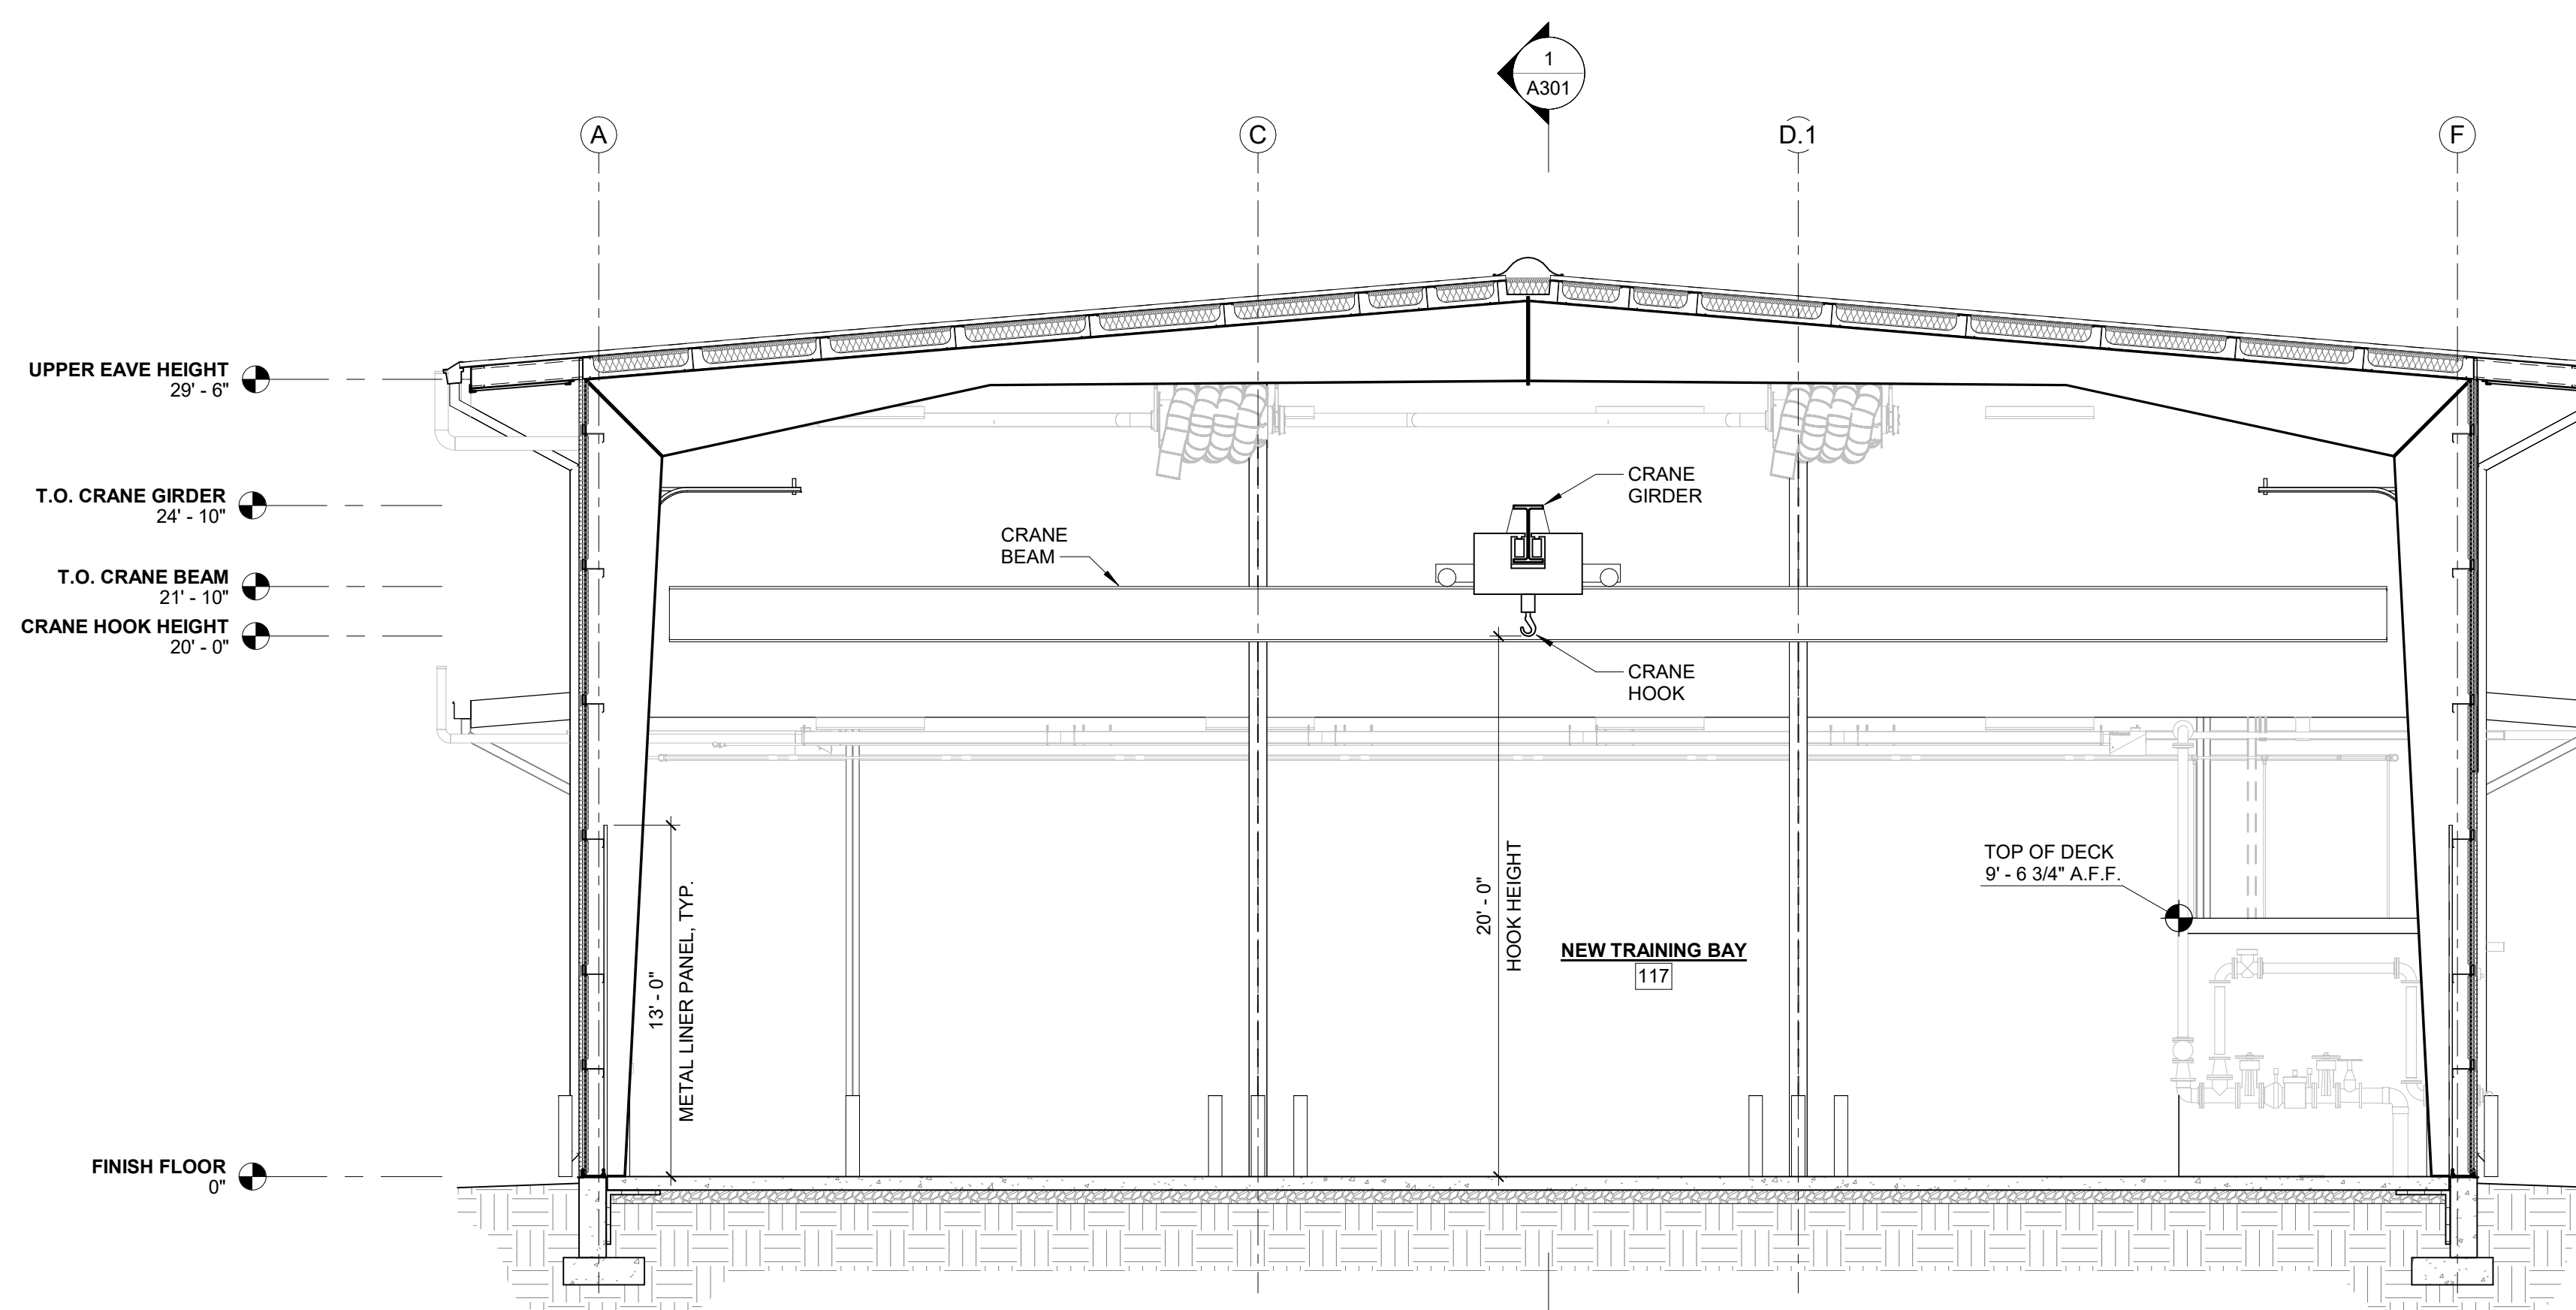 1
A301
A
C
D.1
F
UPPER EAVE HEIGHT
29' - 6"
T.O. CRANE GIRDER
24' - 10"
T.O. CRANE BEAM
21' - 10"
CRANE HOOK HEIGHT
20' - 0"
FINISH FLOOR
0"
CRANE
BEAM
CRANE
GIRDER
CRANE
HOOK
13' - 0"
METAL LINER PANEL, TYP.
20' - 0"
HOOK HEIGHT
NEW TRAINING BAY
117
TOP OF DECK
9' - 6 3/4" A.F.F.